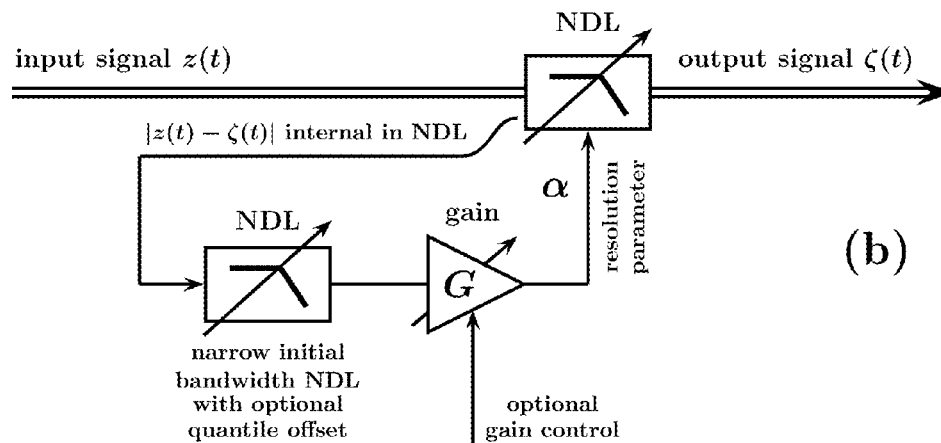 NDL
input signal z(t)
output signal ζ(t)
|z(t) − ζ(t)| internal in NDL
α
resolution
parameter
NDL
gain
G
(b)
narrow initial
bandwidth NDL
with optional
quantile offset
optional
gain control